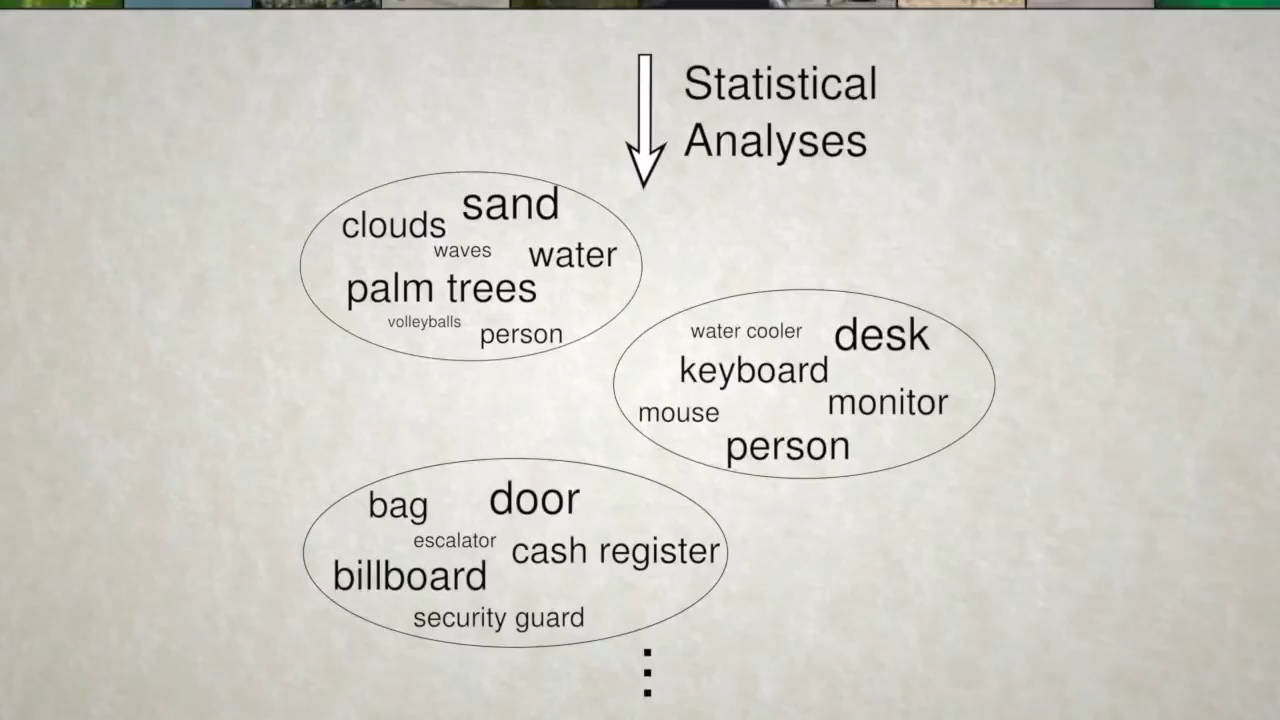 Statistical
Analyses
sand
clouds
waves
water
palm trees
volleyballs
person
water cooler
desk
keyboard
monitor
mouse
person
bag
door
escalator
cash register
billboard
security guard